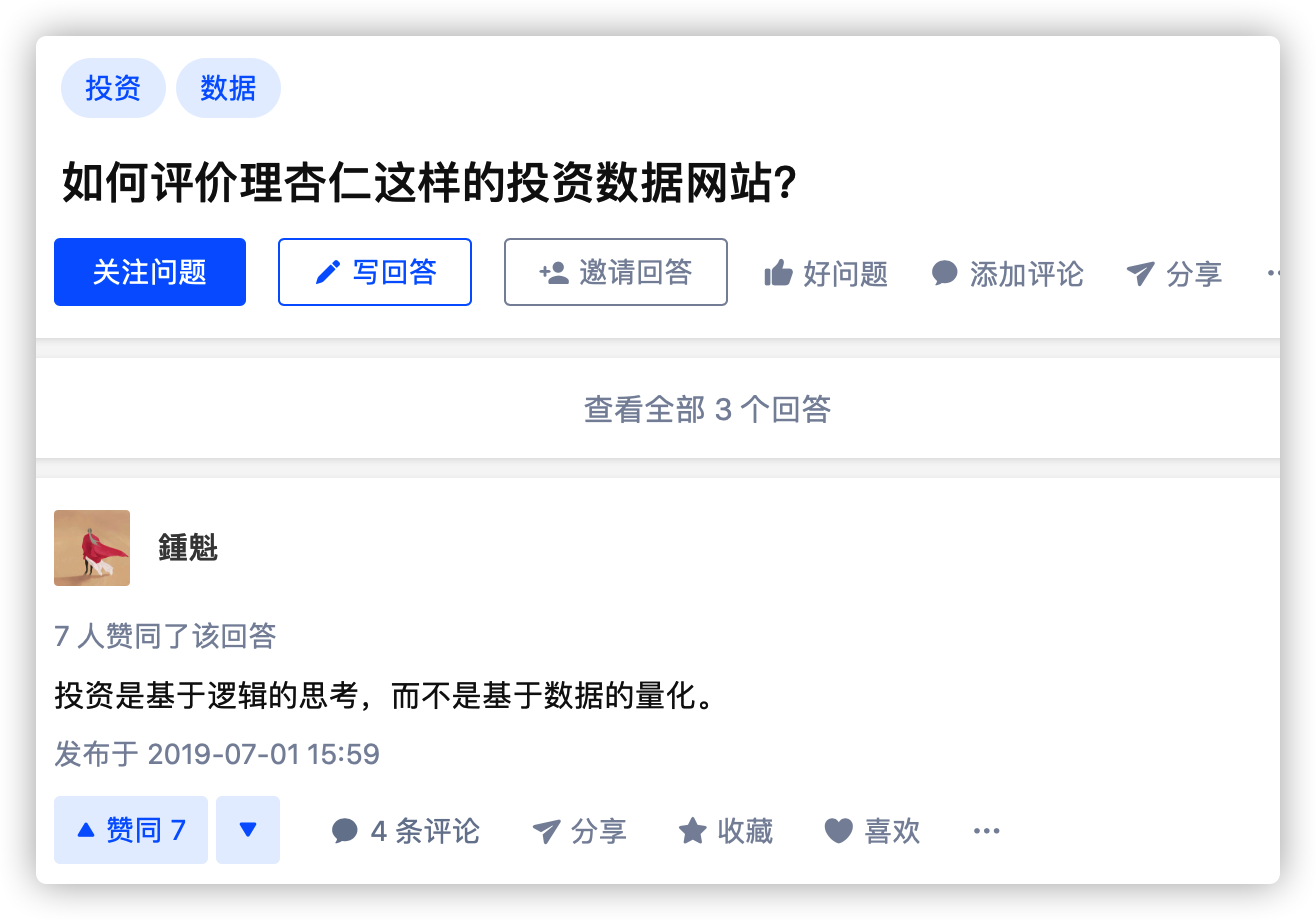 投资 数据
如何评价理杏仁这样的投资数据网站?
关注问题 写回答 邀请回答 好问题 添加评论 分享
查看全部 3 个回答
鍾魁
7 人赞同了该回答
投资是基于逻辑的思考，而不是基于数据的量化。
发布于 2019-07-01 15:59
赞同 7 4 条评论 分享 收藏 喜欢